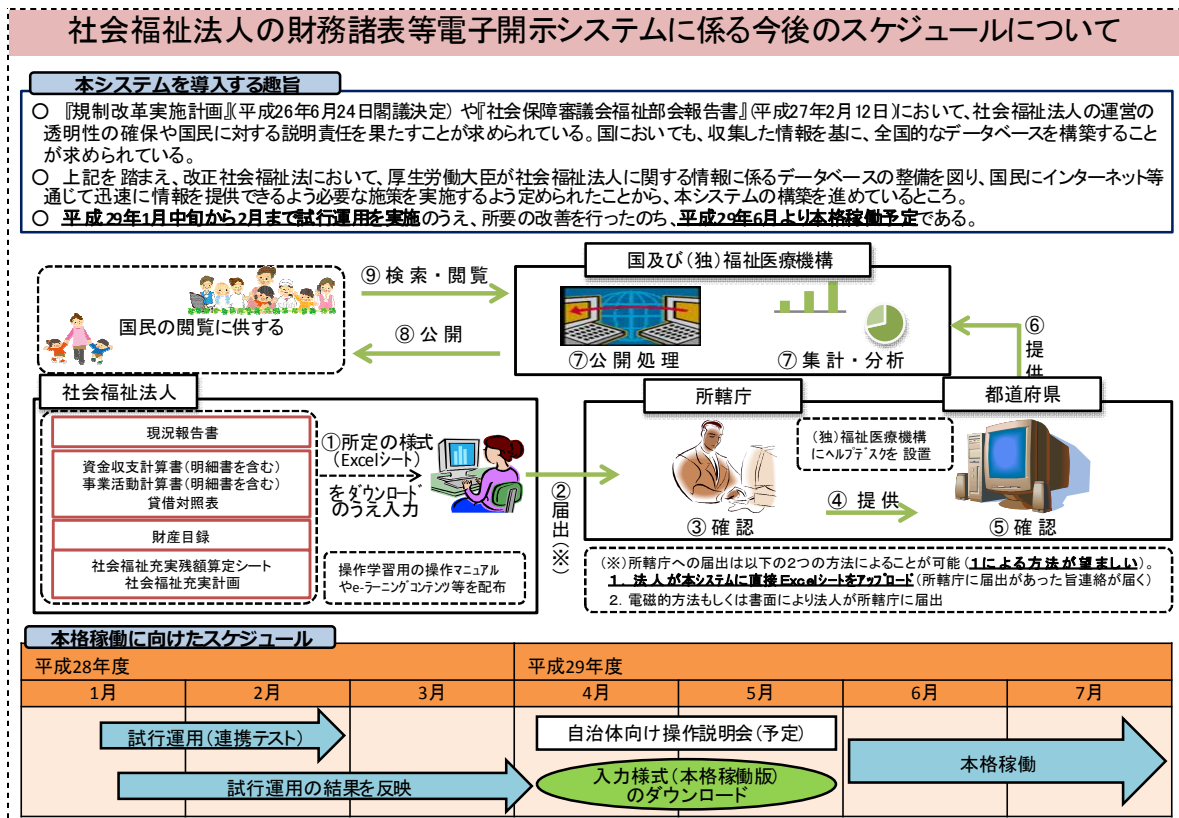 社会福祉法人の財務諸表等電子開示システムに係る今後のスケジュールについて
本システムを導入する趣旨
○ 『規制改革実施計画』(平成26年6月24日閣議決定) や『社会保障審議会福祉部会報告書』(平成27年2月12日)において、社会福祉法人の運営の
透明性の確保や国民に対する説明責任を果たすことが求められている。国においても、収集した情報を基に、全国的なデータベースを構築すること
が求められている。
○ 上記を踏まえ、改正社会福祉法において、厚生労働大臣が社会福祉法人に関する情報に係るデータベースの整備を図り、国民にインターネット等
通じて迅速に情報を提供できるよう必要な施策を実施するよう定められたことから、本システムの構築を進めているところ。
○ 平成29年1月中旬から2月まで試行運用を実施のうえ、所要の改善を行ったのち、平成29年6月より本格稼働予定である。
国民の閲覧に供する
⑨検索・閲覧
⑧公開
国及び(独)福祉医療機構
⑦公開処理
⑦集計・分析
⑥提供
社会福祉法人
現況報告書
資金収支計算書(明細書を含む)
事業活動計算書(明細書を含む)
貸借対照表
財産目録
社会福祉充実残額算定シート
社会福祉充実計画
①所定の様式
(Excelシート)
をダウンロード
のうえ入力
操作学習用の操作マニュアル
やe-ラーニングコンテンツ等を配布
②届出(※)
所轄庁
③確認
(独)福祉医療機構
にヘルプデスクを設置
④提供
都道府県
⑤確認
(※)所轄庁への届出は以下の2つの方法によることが可能(1による方法が望ましい)。
1. 法人が本システムに直接Excelシートをアップロード(所轄庁に届出があった旨連絡が届く)
2. 電磁的方法もしくは書面により法人が所轄庁に届出
本格稼働に向けたスケジュール
平成28年度
平成29年度
1月
2月
3月
4月
5月
6月
7月
試行運用(連携テスト)
試行運用の結果を反映
自治体向け操作説明会(予定)
入力様式(本格稼働版)
のダウンロード
本格稼働